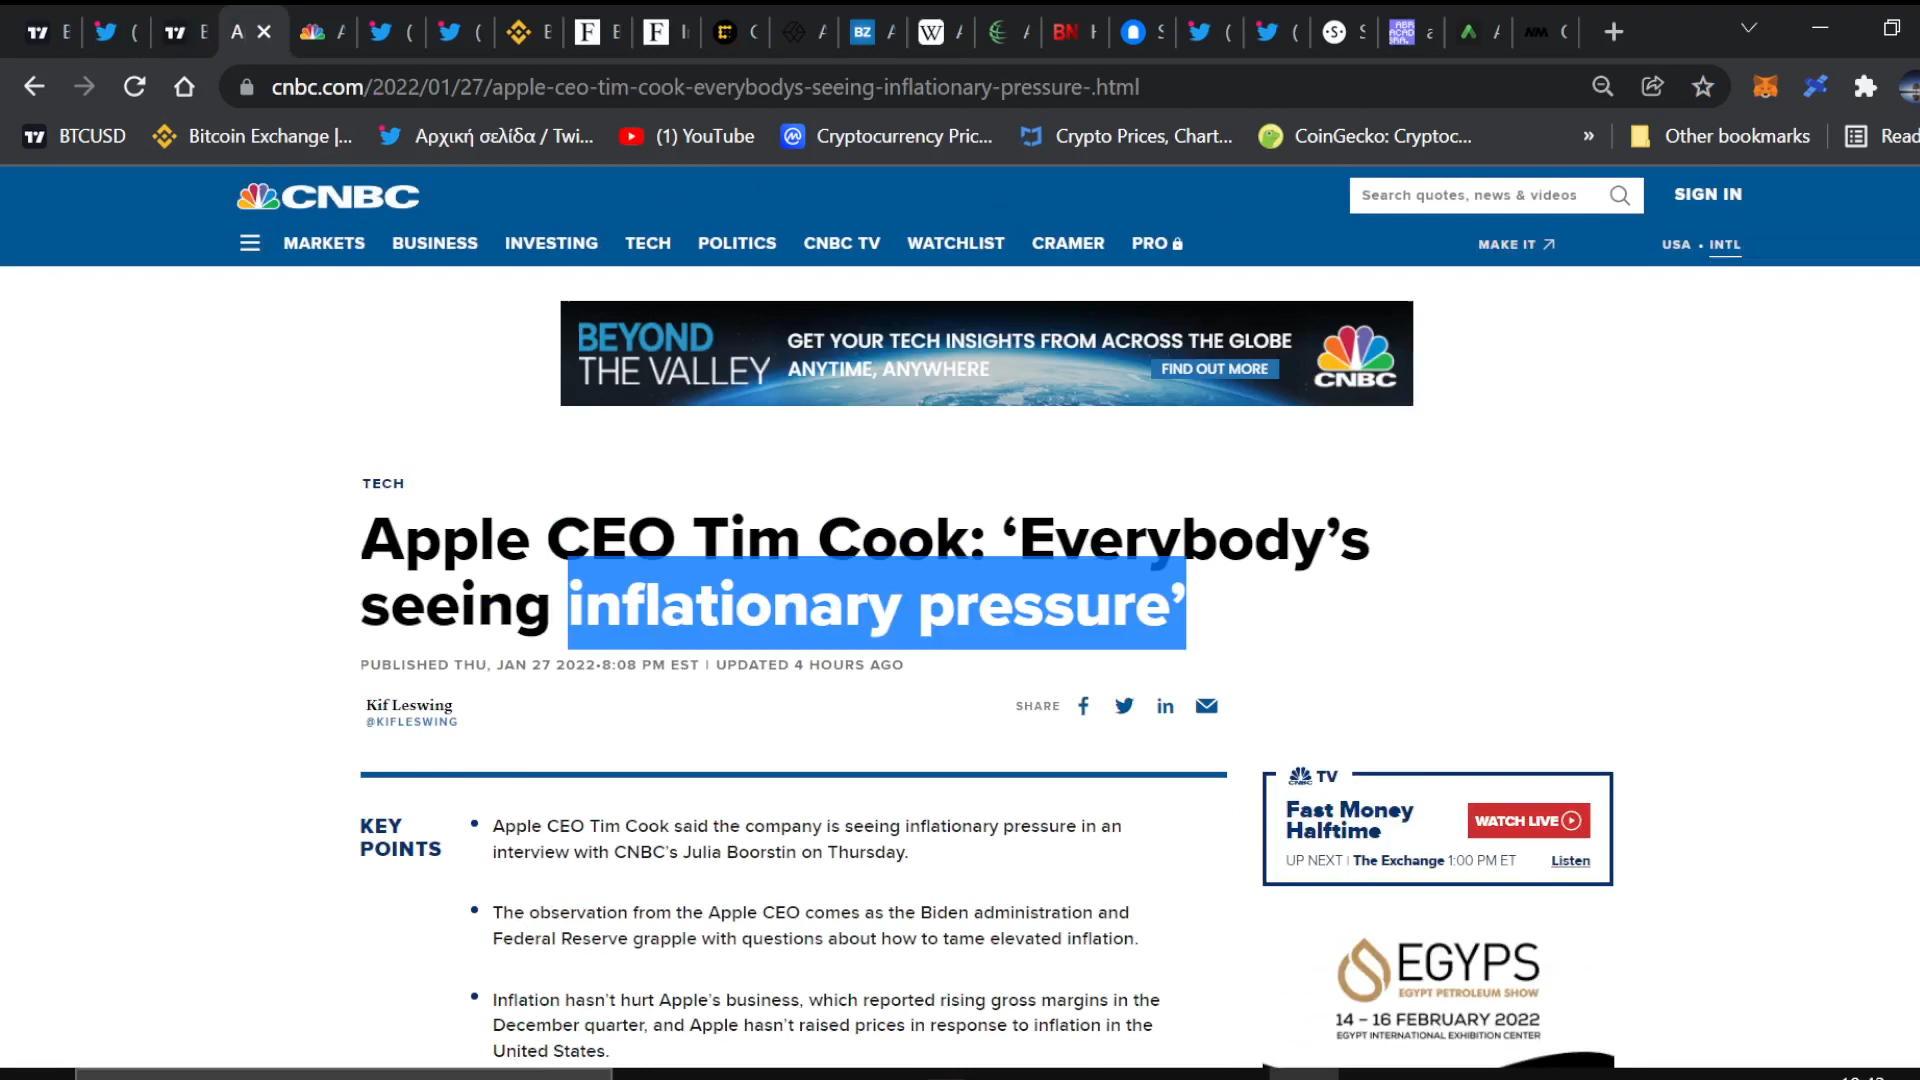 E ( E A A ( ( E E I C A BZ A W A A BN H S ( ( S a A NM C
cnbc.com/2022/01/27/apple-ceo-tim-cook-everybodys-seeing-inflationary-pressure-.html
BTCUSD Bitcoin Exchange |... Αρχική σελίδα / Twi... (1) YouTube Cryptocurrency Pric... Crypto Prices, Chart... CoinGecko: Cryptoc... » Other bookmarks Read
CNBC
Search quotes, news & videos
SIGN IN
MARKETS BUSINESS INVESTING TECH POLITICS CNBC TV WATCHLIST CRAMER PRO
MAKE IT
USA • INTL
BEYOND
THE VALLEY
GET YOUR TECH INSIGHTS FROM ACROSS THE GLOBE
ANYTIME, ANYWHERE
FIND OUT MORE
CNBC
TECH
Apple CEO Tim Cook: ‘Everybody’s
seeing inflationary pressure’
PUBLISHED THU, JAN 27 2022•8:08 PM EST | UPDATED 4 HOURS AGO
Kif Leswing
@KIFLESWING
SHARE
KEY
POINTS
• Apple CEO Tim Cook said the company is seeing inflationary pressure in an
interview with CNBC’s Julia Boorstin on Thursday.
• The observation from the Apple CEO comes as the Biden administration and
Federal Reserve grapple with questions about how to tame elevated inflation.
• Inflation hasn’t hurt Apple’s business, which reported rising gross margins in the
December quarter, and Apple hasn’t raised prices in response to inflation in the
United States.
CNBC TV
Fast Money
Halftime
WATCH LIVE
UP NEXT | The Exchange 1:00 PM ET
Listen
EGYPS
EGYPT PETROLEUM SHOW
14 – 16 FEBRUARY 2022
EGYPT INTERNATIONAL EXHIBITION CENTER